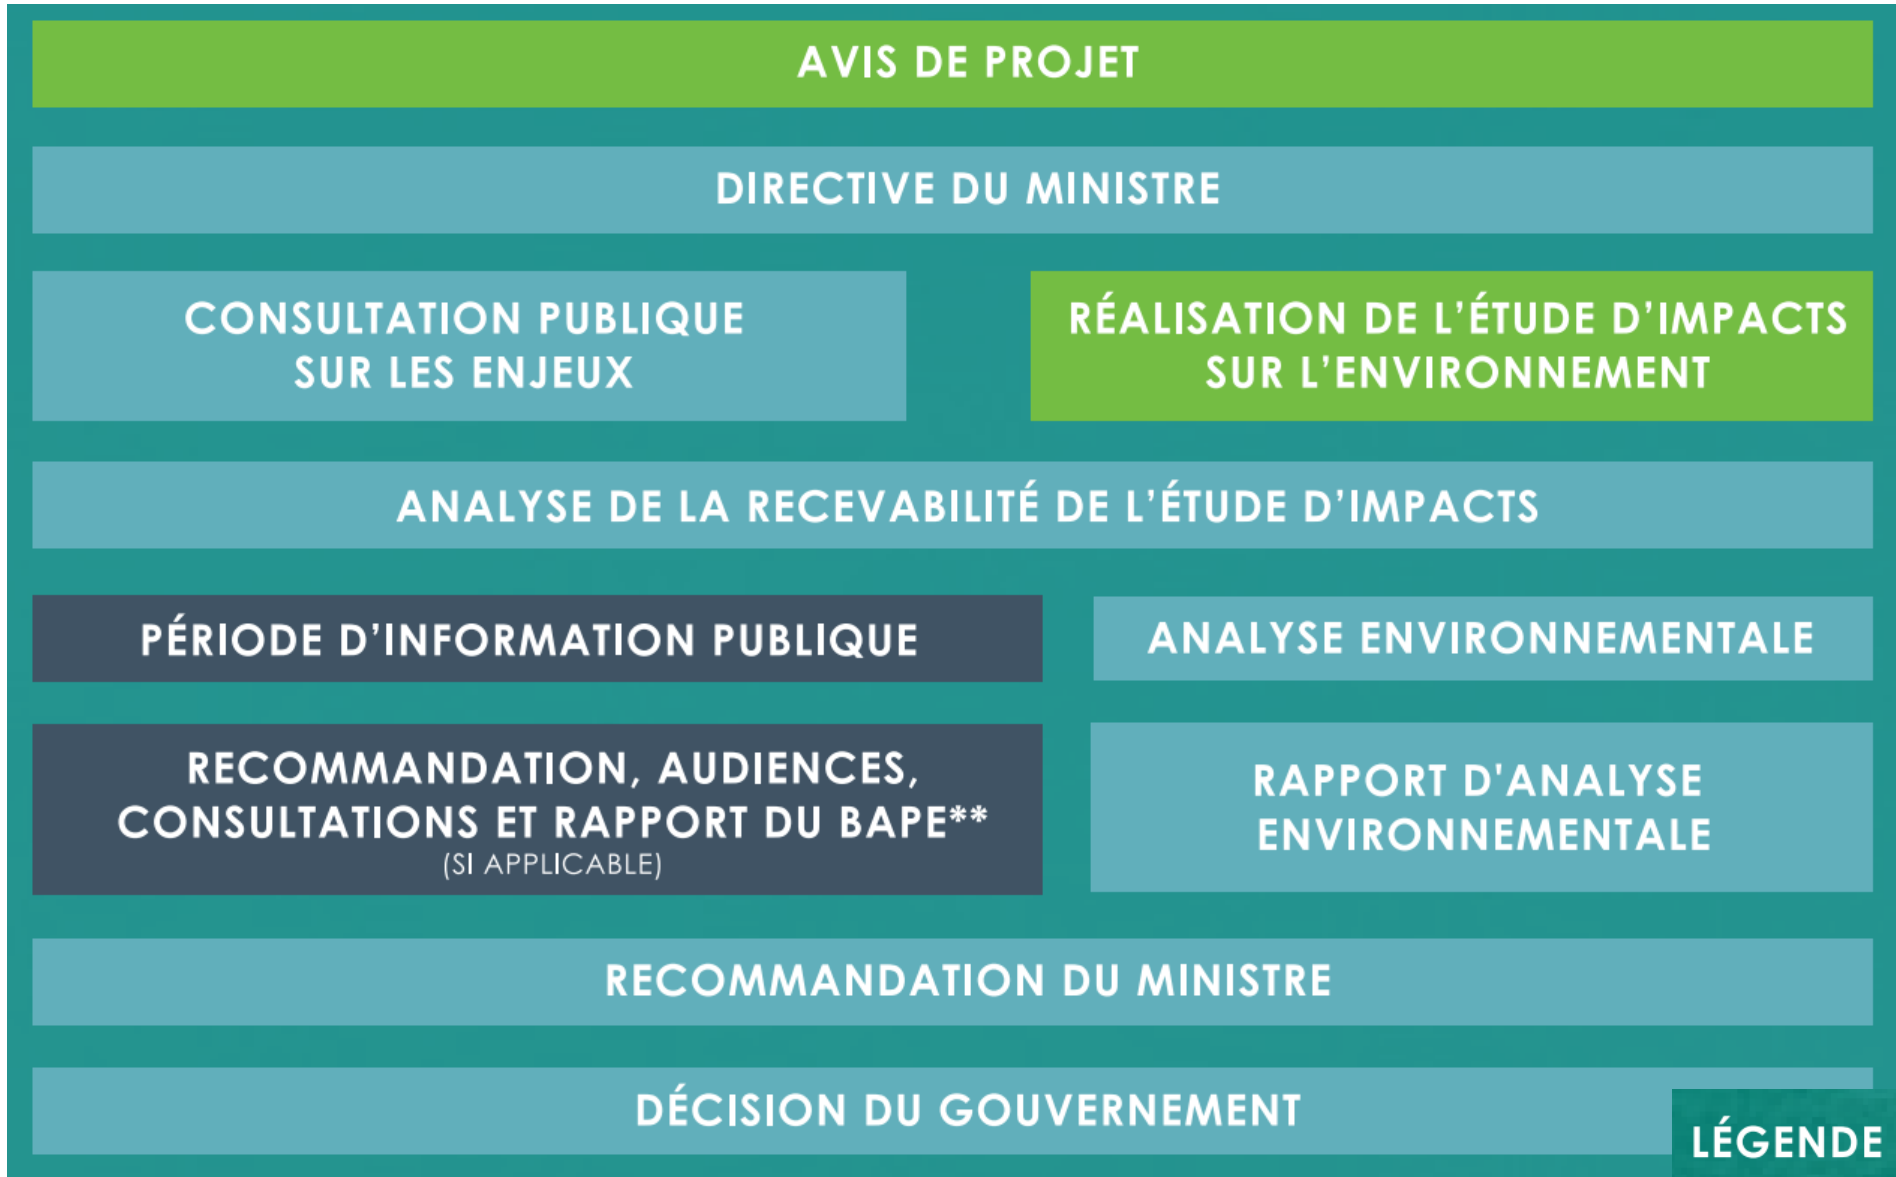 AVIS DE PROJET
DIRECTIVE DU MINISTRE
CONSULTATION PUBLIQUE
SUR LES ENJEUX
RÉALISATION DE L'ÉTUDE D'IMPACTS
SUR L'ENVIRONNEMENT
ANALYSE DE LA RECEVABILITÉ DE L'ÉTUDE D'IMPACTS
PÉRIODE D'INFORMATION PUBLIQUE
ANALYSE ENVIRONNEMENTALE
RECOMMANDATION, AUDIENCES,
CONSULTATIONS ET RAPPORT DU BAPE**
(SI APPLICABLE)
RAPPORT D'ANALYSE
ENVIRONNEMENTALE
RECOMMANDATION DU MINISTRE
DÉCISION DU GOUVERNEMENT
LÉGENDE